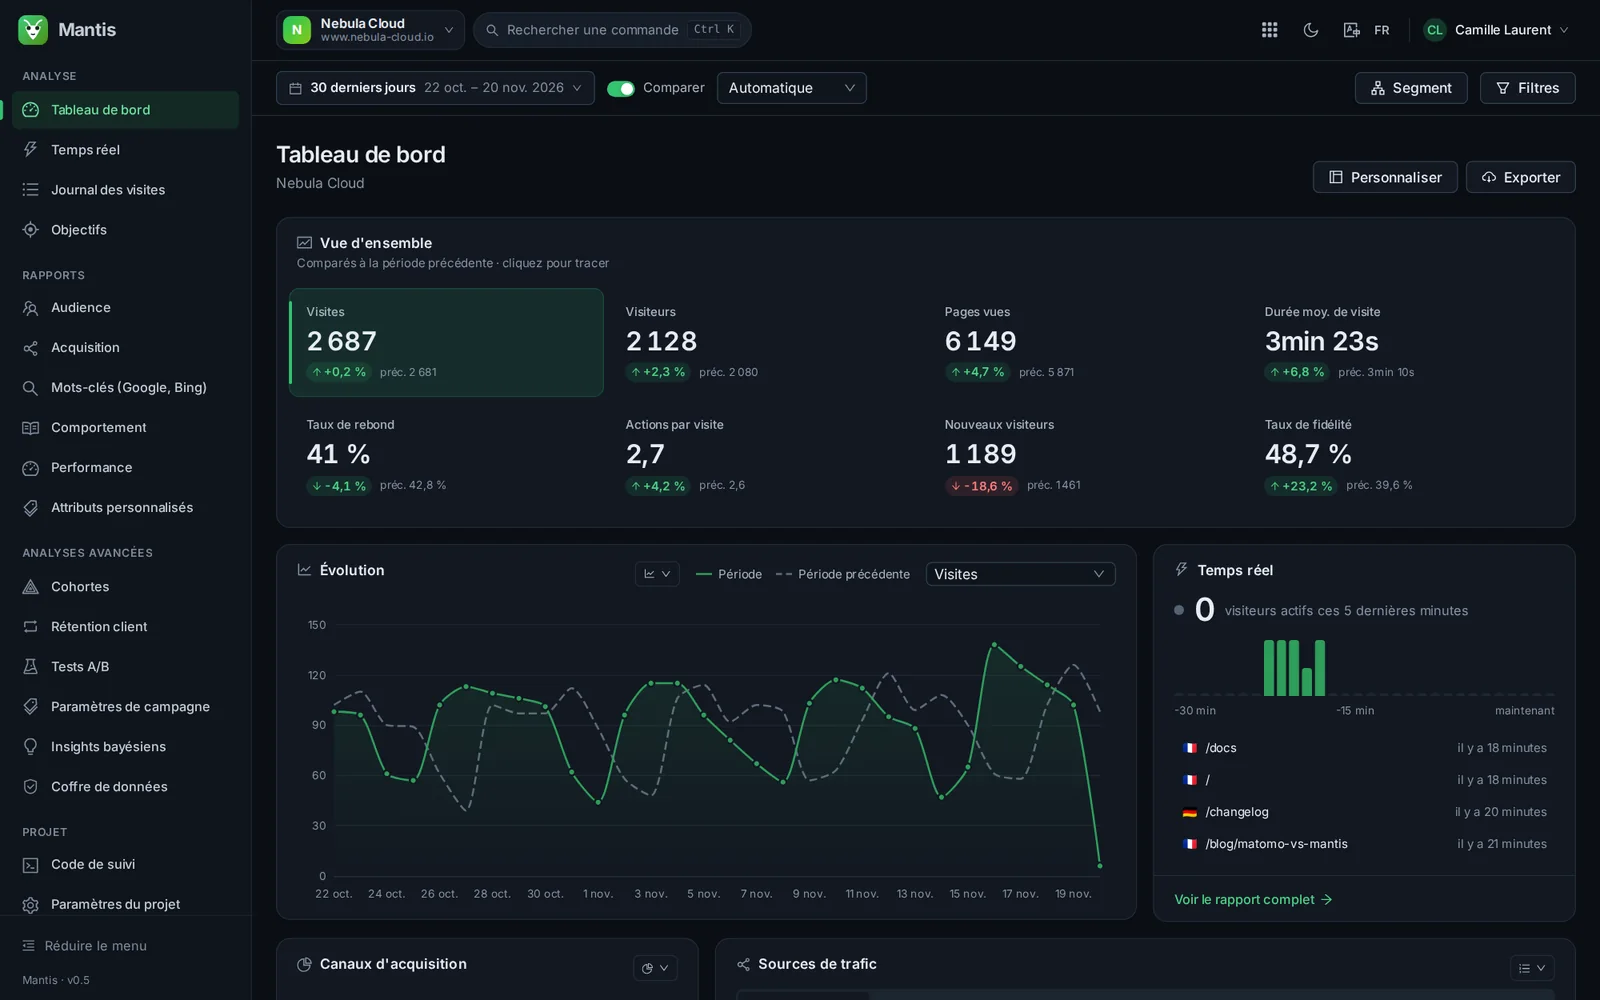 Mantis
ANALYSE
Tableau de bord
Temps réel
Journal des visites
Objectifs
RAPPORTS
Audience
Acquisition
Mots-clés (Google, Bing)
Comportement
Performance
Attributs personnalisés
ANALYSES AVANCÉES
Cohortes
Rétention client
Tests A/B
Paramètres de campagne
Insights bayésiens
Coffre de données
PROJET
Code de suivi
Paramètres du projet
Réduire le menu
Mantis · v0.5
N
Nebula Cloud
www.nebula-cloud.io
Rechercher une commande Ctrl K
FR
CL Camille Laurent
30 derniers jours 22 oct. – 20 nov. 2026
Comparer
Automatique
Segment
Filtres
Tableau de bord
Nebula Cloud
Personnaliser
Exporter
Vue d'ensemble
Comparés à la période précédente · cliquez pour tracer
Visites
2 687
↑ +0,2 % préc. 2 681
Visiteurs
2 128
↑ +2,3 % préc. 2 080
Pages vues
6 149
↑ +4,7 % préc. 5 871
Durée moy. de visite
3min 23s
↑ +6,8 % préc. 3min 10s
Taux de rebond
41 %
↓ -4,1 % préc. 42,8 %
Actions par visite
2,7
↑ +4,2 % préc. 2,6
Nouveaux visiteurs
1 189
↓ -18,6 % préc. 1 461
Taux de fidélité
48,7 %
↑ +23,2 % préc. 39,6 %
Évolution
Période
Période précédente
Visites
150
120
90
60
30
0
22 oct. 24 oct. 26 oct. 28 oct. 30 oct. 1 nov. 3 nov. 5 nov. 7 nov. 9 nov. 11 nov. 13 nov. 15 nov. 17 nov. 19 nov.
Temps réel
0 visiteurs actifs ces 5 dernières minutes
-30 min -15 min maintenant
/docs il y a 18 minutes
/ il y a 18 minutes
/changelog il y a 20 minutes
/blog/matomo-vs-mantis il y a 21 minutes
Voir le rapport complet →
Canaux d'acquisition
Sources de trafic